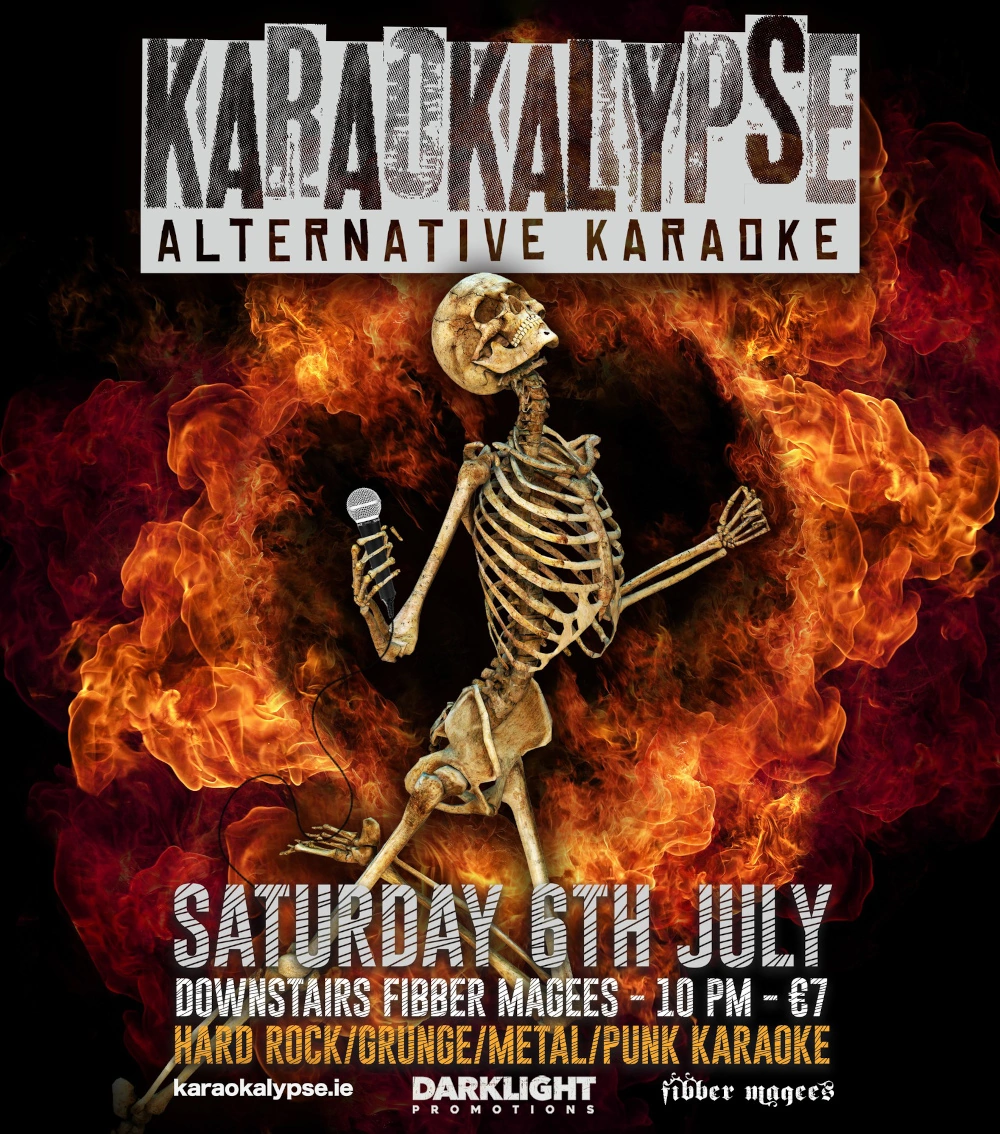 KARAOKALYPSE
ALTERNATIVE KARAOKE
SATURDAY 6TH JULY
DOWNSTAIRS FIBBER MAGEES - 10 PM - €7
HARD ROCK/GRUNGE/METAL/PUNK KARAOKE
karaokalypse.ie
DARKLIGHT
PROMOTIONS
fibber magees